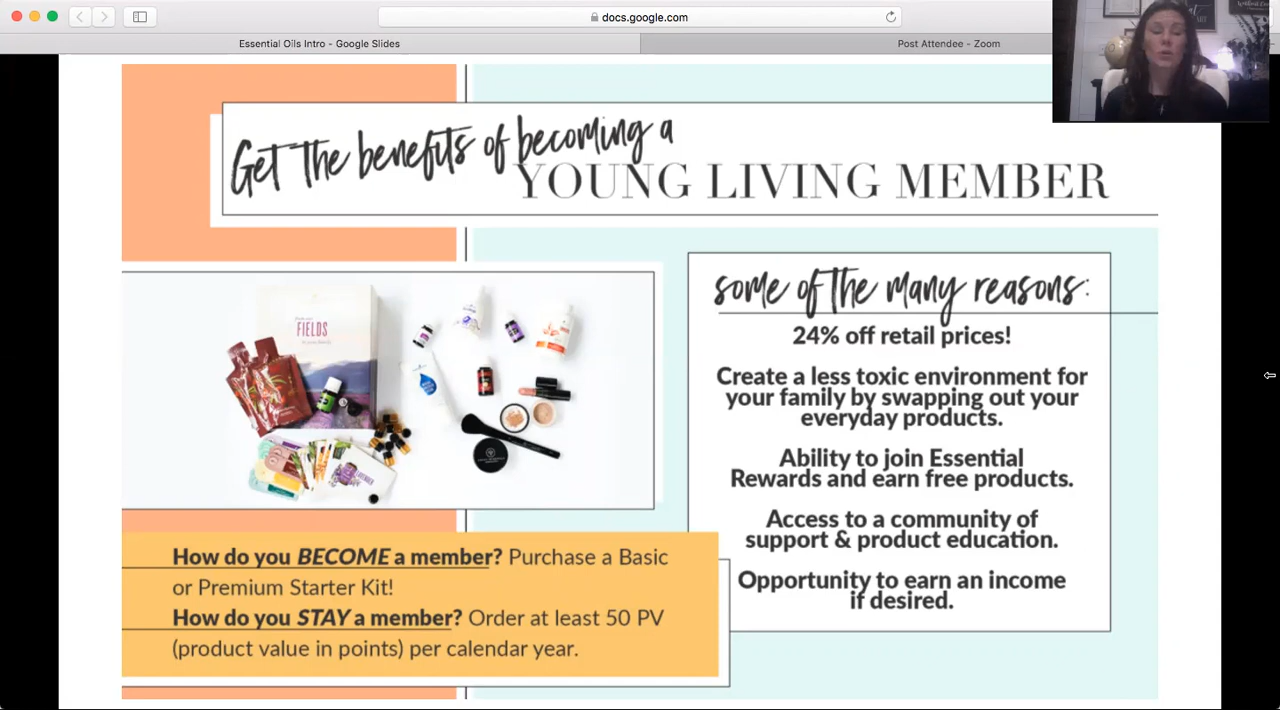 docs.google.com
Essential Oils Intro - Google Slides
Post Attendee - Zoom
Get the benefits of becoming a
YOUNG LIVING MEMBER
FIELDS
some of the many reasons:
24% off retail prices!
Create a less toxic environment for
your family by swapping out your
everyday products.
Ability to join Essential
Rewards and earn free products.
Access to a community of
support & product education.
Opportunity to earn an income
if desired.
How do you BECOME a member? Purchase a Basic
or Premium Starter Kit!
How do you STAY a member? Order at least 50 PV
(product value in points) per calendar year.